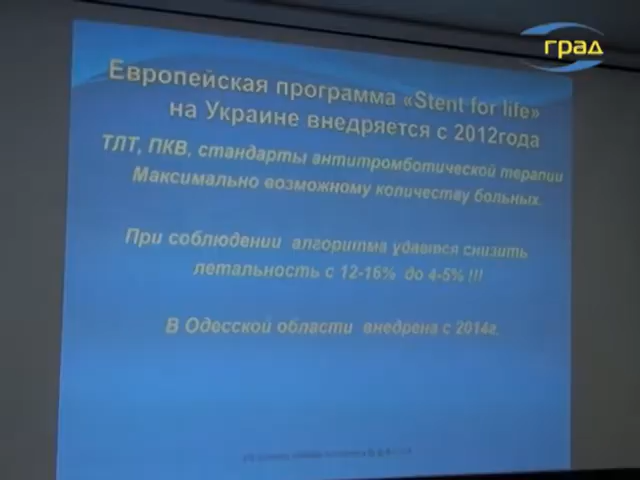 град
Европейская программа «Stent for life»
на Украине внедряется с 2012года
ТЛТ, ПКВ, стандарты антитромботической терапии
Максимально возможному количеству больных.
При соблюдении алгоритма удается снизить
летальность с 12-16% до 4-5% !!!
В Одесской области внедрена с 2014г.